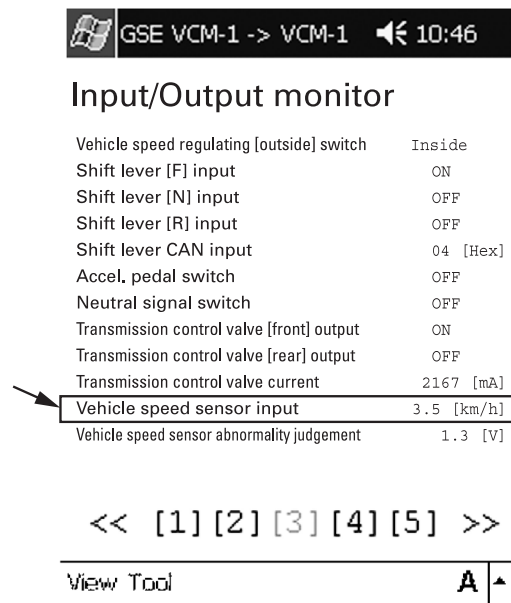 GSE VCM-1 -> VCM-1 10:46
Input/Output monitor
Vehicle speed regulating [outside] switch Inside
Shift lever [F] input ON
Shift lever [N] input OFF
Shift lever [R] input OFF
Shift lever CAN input 04 [Hex]
Accel. pedal switch OFF
Neutral signal switch OFF
Transmission control valve [front] output ON
Transmission control valve [rear] output OFF
Transmission control valve current 2167 [mA]
Vehicle speed sensor input 3.5 [km/h]
Vehicle speed sensor abnormality judgement 1.3 [V]
<< [1] [2] [3] [4] [5] >>
View Tool A